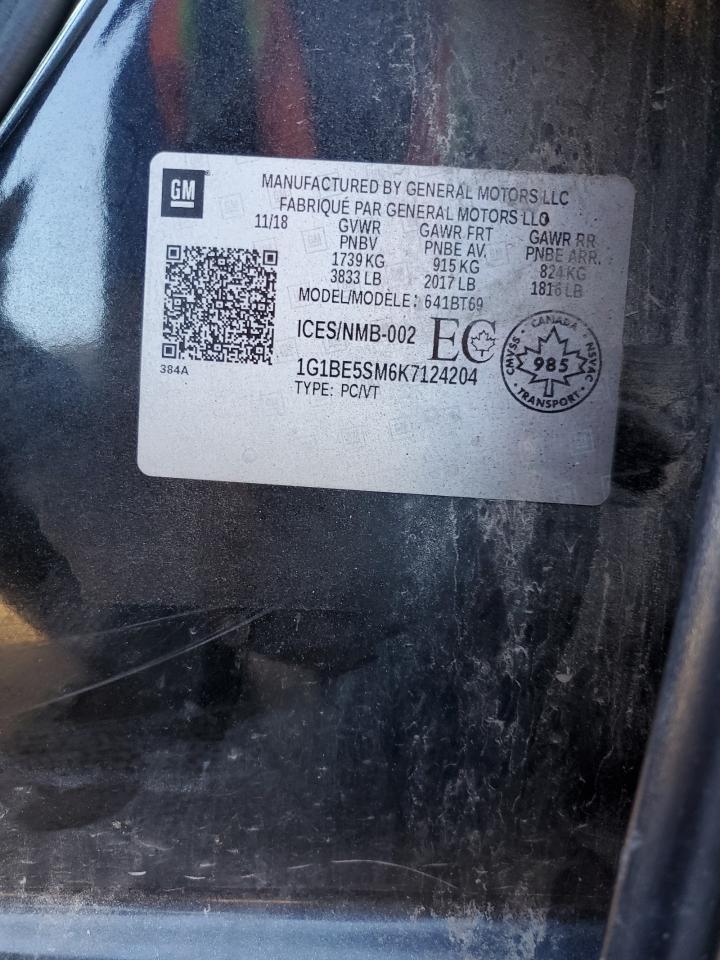 GM
MANUFACTURED BY GENERAL MOTORS LLC
FABRIQUÉ PAR GENERAL MOTORS LLC
11/18 GVWR GAWR FRT GAWR RR
PNBV PNBE AV. PNBE ARR.
1739 KG 915 KG 824 KG
3833 LB 2017 LB 1816 LB
MODEL/MODÈLE: 641BT69
ICES/NMB-002 EC
384A
1G1BE5SM6K7124204
TYPE: PC/VT
CANADA
CMVSS 985 NSVAC
TRANSPORT